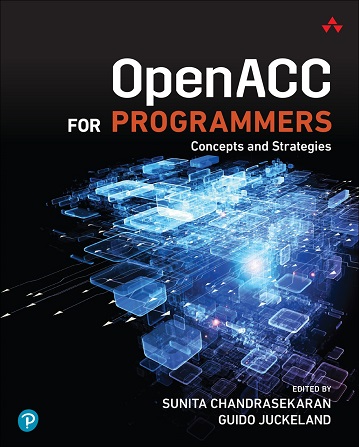 OpenACC
FOR PROGRAMMERS
Concepts and Strategies
EDITED BY
SUNITA CHANDRASEKARAN
GUIDO JUCKELAND
P